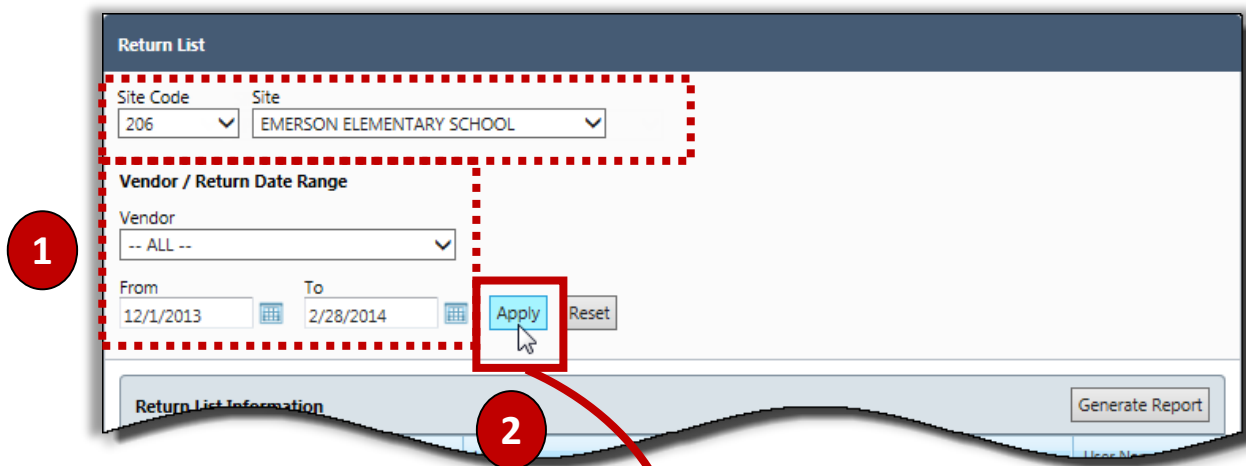 Return List
Site Code Site
206 EMERSON ELEMENTARY SCHOOL
Vendor / Return Date Range
Vendor
-- ALL --
1
From To
12/1/2013 2/28/2014 Apply Reset
Return List Information Generate Report
2
User